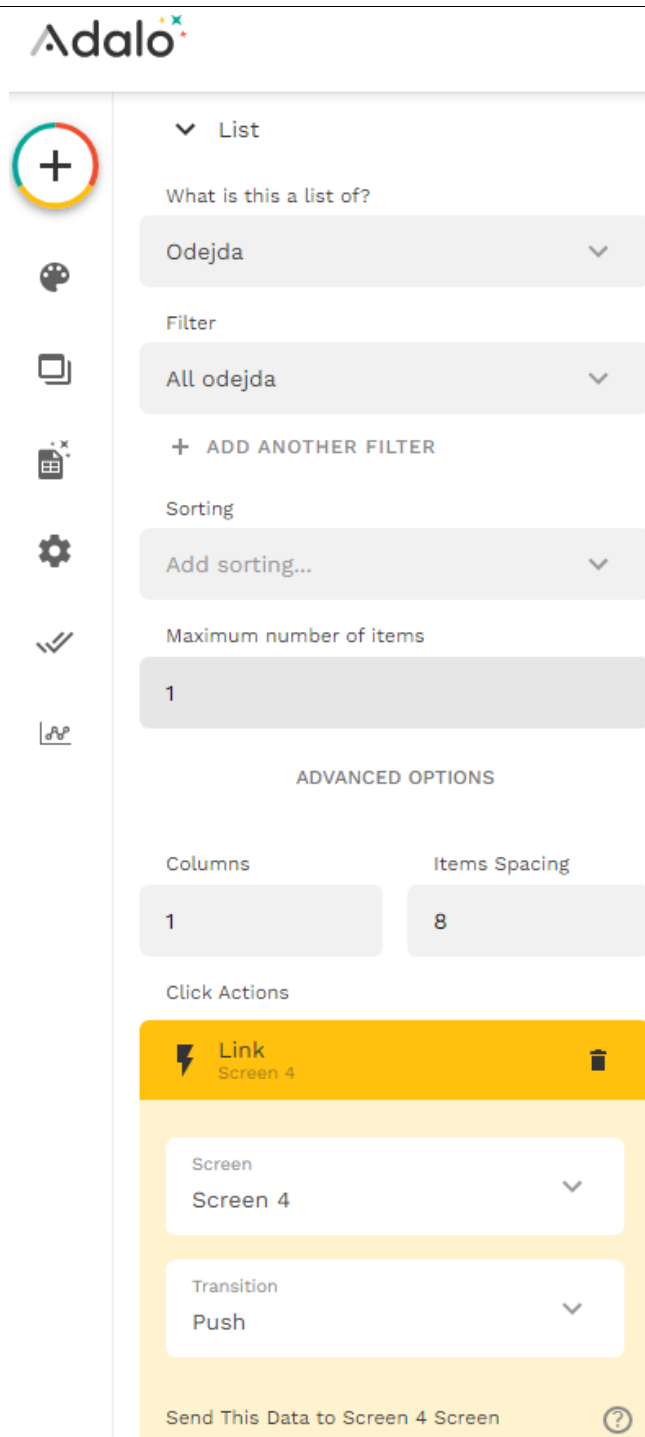 Adalo
List
What is this a list of?
Odejda
Filter
All odejda
+ ADD ANOTHER FILTER
Sorting
Add sorting...
Maximum number of items
1
ADVANCED OPTIONS
Columns Items Spacing
1 8
Click Actions
Link
Screen 4
Screen
Screen 4
Transition
Push
Send This Data to Screen 4 Screen ?